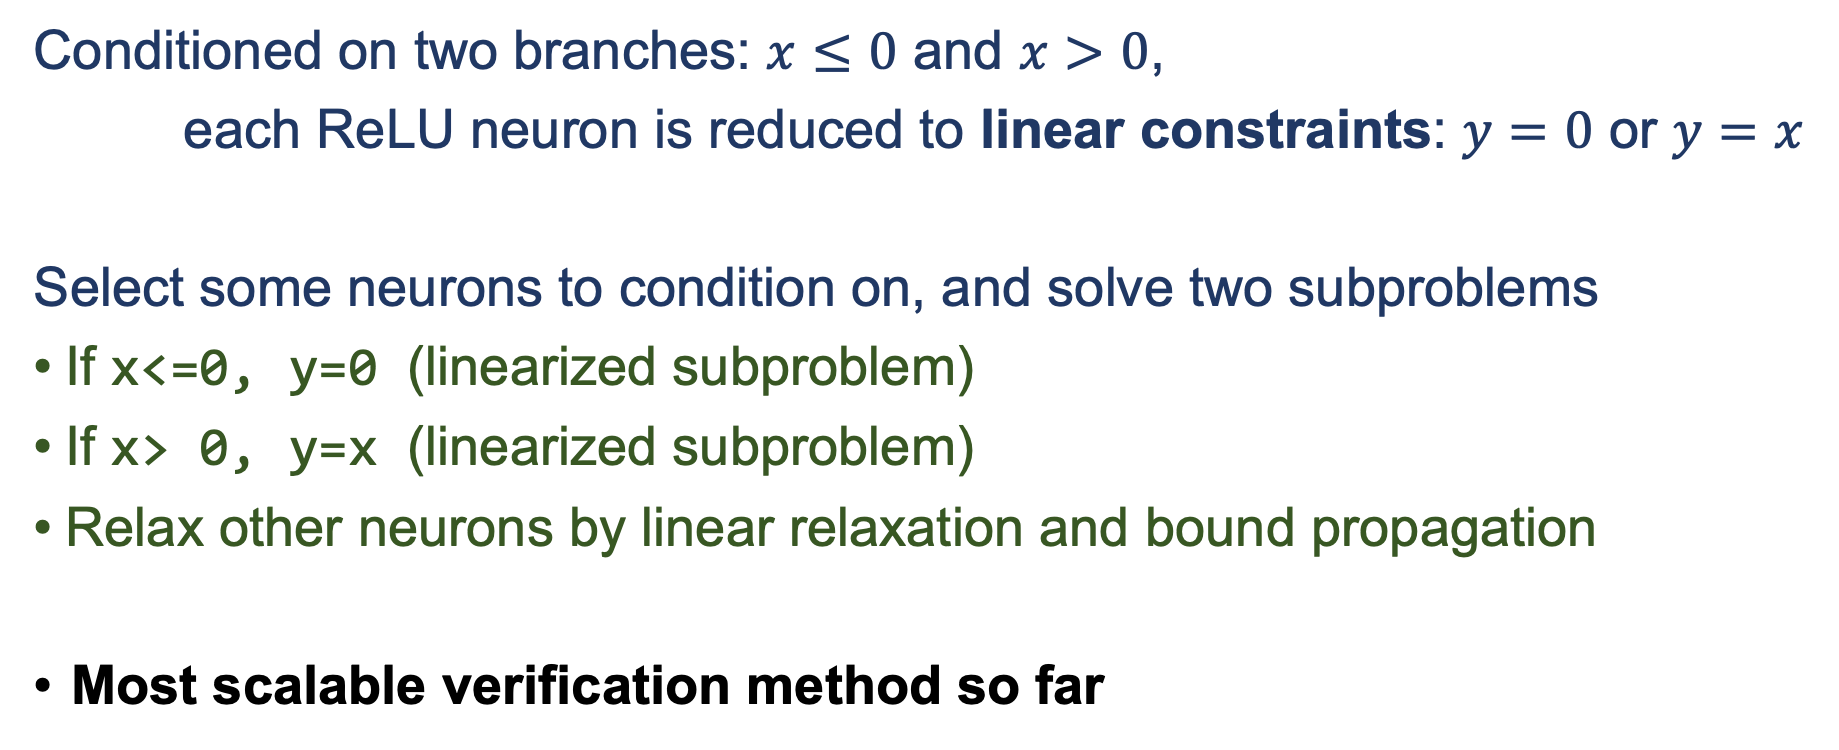 Conditioned on two branches: x ≤ 0 and x > 0,
each ReLU neuron is reduced to linear constraints: y = 0 or y = x
Select some neurons to condition on, and solve two subproblems
• If x<=0, y=0 (linearized subproblem)
• If x> 0, y=x (linearized subproblem)
• Relax other neurons by linear relaxation and bound propagation
• Most scalable verification method so far